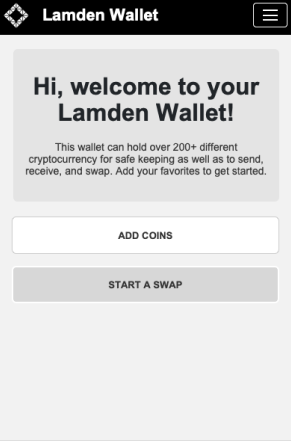 Lamden Wallet
Hi, welcome to your
Lamden Wallet!
This wallet can hold over 200+ different
cryptocurrency for safe keeping as well as to send,
receive, and swap. Add your favorites to get started.
ADD COINS
START A SWAP